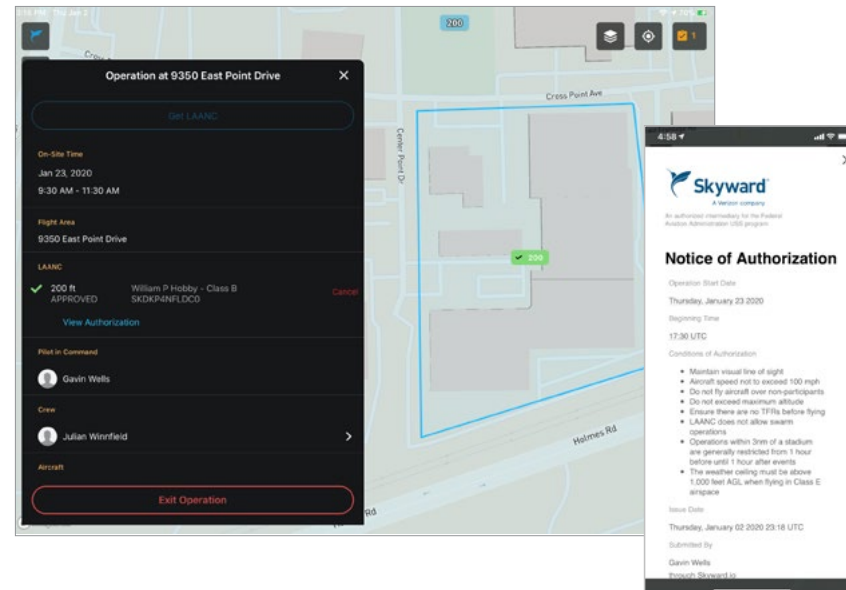 200
1
Operation at 9350 East Point Drive
Get LAANC
On-Site Time
Jan 23, 2020
9:30 AM - 11:30 AM
Flight Area
9350 East Point Drive
LAANC
200 ft
APPROVED
William P Hobby - Class B
SKDKP4NFLDC0
Cancel
View Authorization
Pilot in Command
Gavin Wells
Crew
Julian Winnfield
Aircraft
Exit Operation
Cross Point Ave
Center Point Dr
200
Holmes Rd
Rd
4:58
Skyward
A Verizon company
An authorized intermediary for the Federal
Aviation Administration USS program
Notice of Authorization
Operation Start Date
Thursday, January 23 2020
Beginning Time
17:30 UTC
Conditions of Authorization
Maintain visual line of sight
Aircraft speed not to exceed 100 mph
Do not fly aircraft over non-participants
Do not exceed maximum altitude
Ensure there are no TFRs before flying
LAANC does not allow swarm
operations
Operations within 3nm of a stadium
are generally restricted from 1 hour
before until 1 hour after events
The weather ceiling must be above
1,000 feet AGL when flying in Class E
airspace
Issue Date
Thursday, January 02 2020 23:18 UTC
Submitted By
Gavin Wells
through Skyward.io